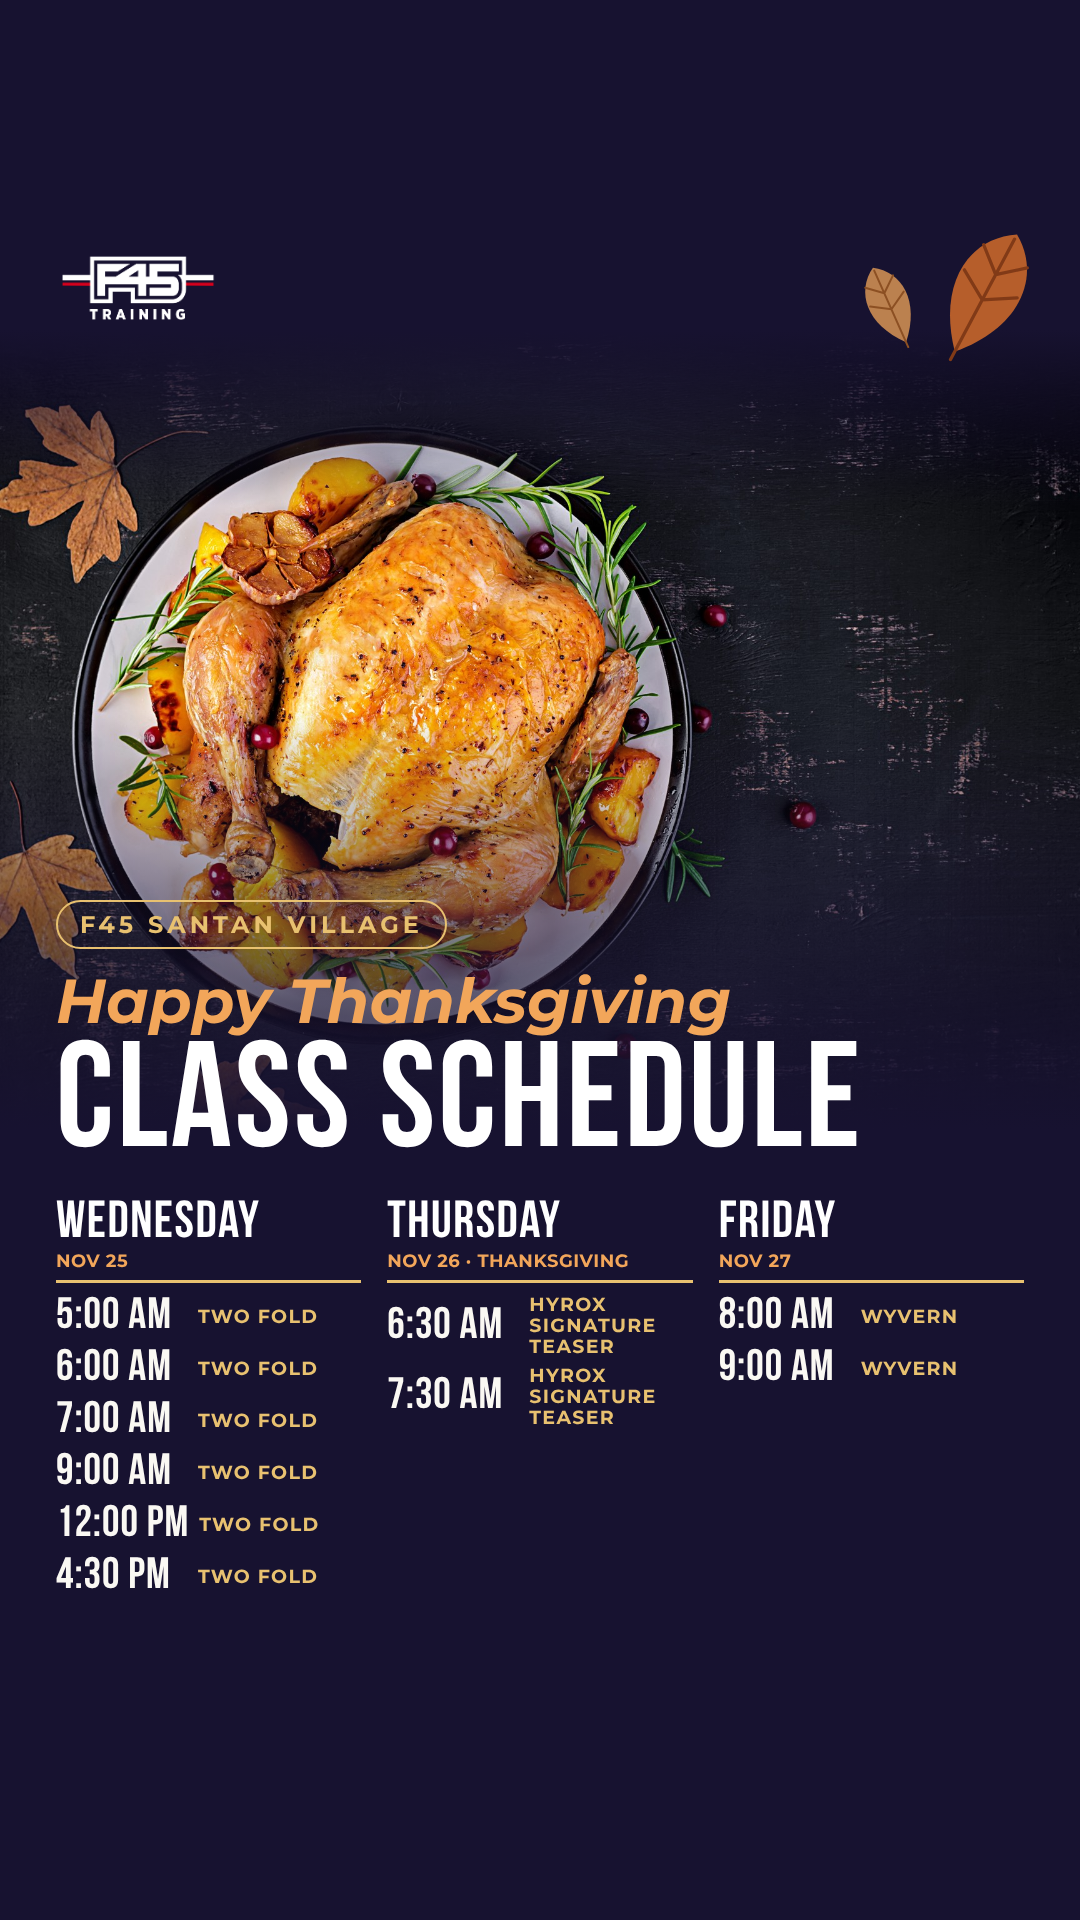 F45
TRAINING
F45 SANTAN VILLAGE
Happy Thanksgiving
CLASS SCHEDULE
WEDNESDAY
NOV 25
5:00 AM TWO FOLD
6:00 AM TWO FOLD
7:00 AM TWO FOLD
9:00 AM TWO FOLD
12:00 PM TWO FOLD
4:30 PM TWO FOLD
THURSDAY
NOV 26 · THANKSGIVING
6:30 AM HYROX
SIGNATURE
TEASER
7:30 AM HYROX
SIGNATURE
TEASER
FRIDAY
NOV 27
8:00 AM WYVERN
9:00 AM WYVERN